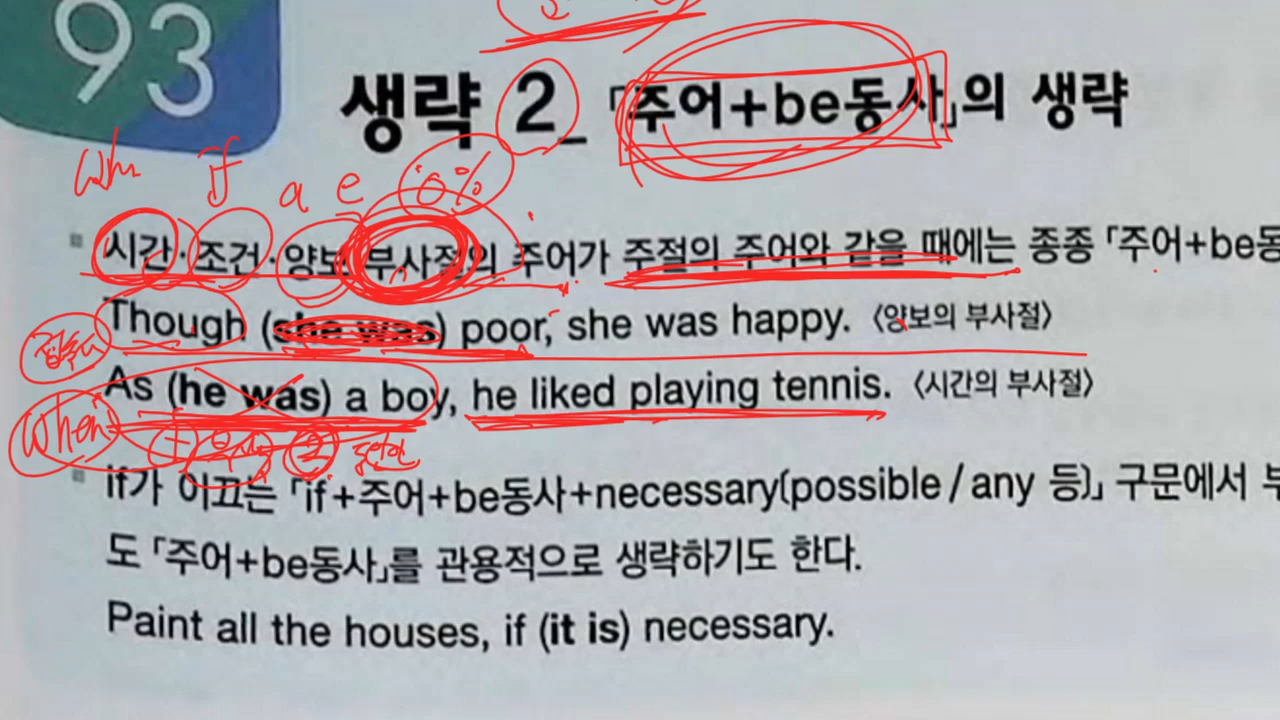 93
생략 2_ 「주어+be동사」의 생략
when if a e 0%
시간·조건·양보 부사절의 주어가 주절의 주어와 같을 때에는 종종 「주어+be동
Though (she was) poor, she was happy. 〈양보의 부사절〉
As (he was) a boy, he liked playing tennis. 〈시간의 부사절〉
when
if가 이끄는 「if+주어+be동사+necessary(possible / any 등)」 구문에서 부
도 「주어+be동사」를 관용적으로 생략하기도 한다.
Paint all the houses, if (it is) necessary.